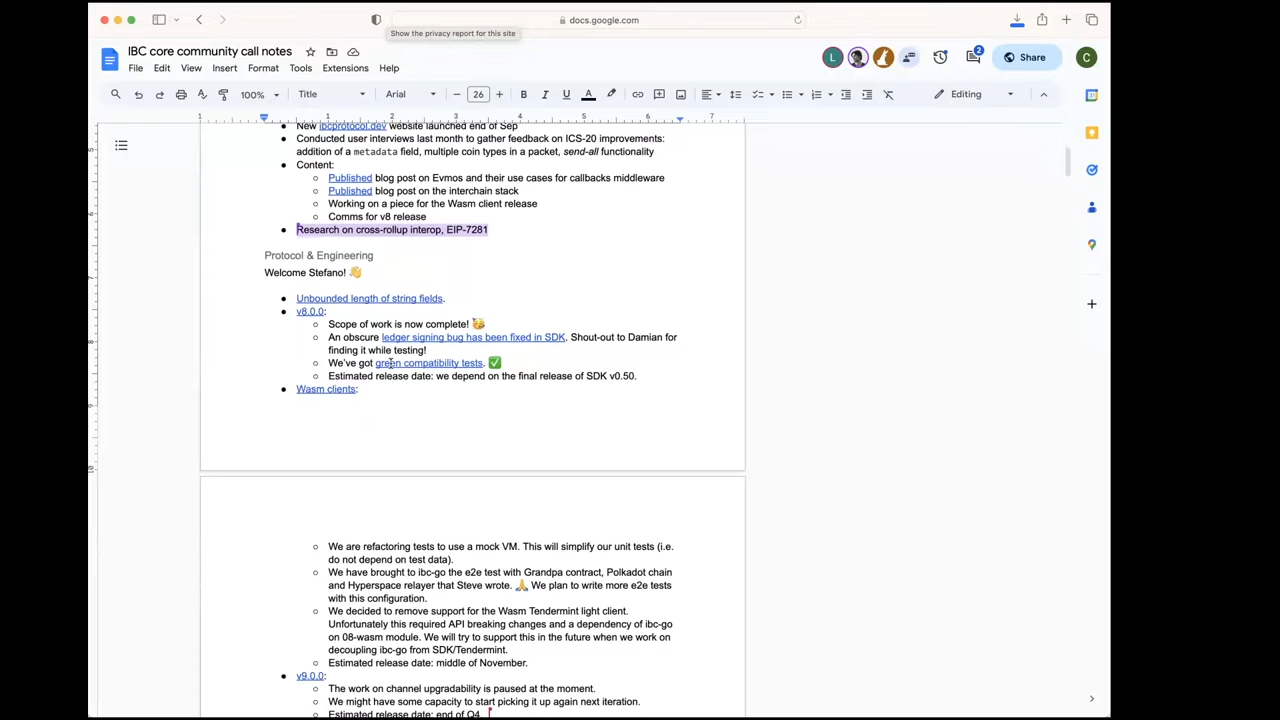 docs.google.com
Show the privacy report for this site
IBC core community call notes
File Edit View Insert Format Tools Extensions Help
2
L
Share
C
100%
Title
Arial
26
B I U A
Editing
1 1 2 3 4 5 6 7
New ibcprotocol.dev website launched end of Sep
Conducted user interviews last month to gather feedback on ICS-20 improvements:
addition of a metadata field, multiple coin types in a packet, send-all functionality
Content:
Published blog post on Evmos and their use cases for callbacks middleware
Published blog post on the interchain stack
Working on a piece for the Wasm client release
Comms for v8 release
Research on cross-rollup interop, EIP-7281
Protocol & Engineering
Welcome Stefano! 👋
Unbounded length of string fields.
v8.0.0:
Scope of work is now complete! 🥳
An obscure ledger signing bug has been fixed in SDK. Shout-out to Damian for
finding it while testing!
We've got green compatibility tests. ✅
Estimated release date: we depend on the final release of SDK v0.50.
Wasm clients:
We are refactoring tests to use a mock VM. This will simplify our unit tests (i.e.
do not depend on test data).
We have brought to ibc-go the e2e test with Grandpa contract, Polkadot chain
and Hyperspace relayer that Steve wrote. 🙏 We plan to write more e2e tests
with this configuration.
We decided to remove support for the Wasm Tendermint light client.
Unfortunately this required API breaking changes and a dependency of ibc-go
on 08-wasm module. We will try to support this in the future when we work on
decoupling ibc-go from SDK/Tendermint.
Estimated release date: middle of November.
v9.0.0:
The work on channel upgradability is paused at the moment.
We might have some capacity to start picking it up again next iteration.
Estimated release date: end of Q4